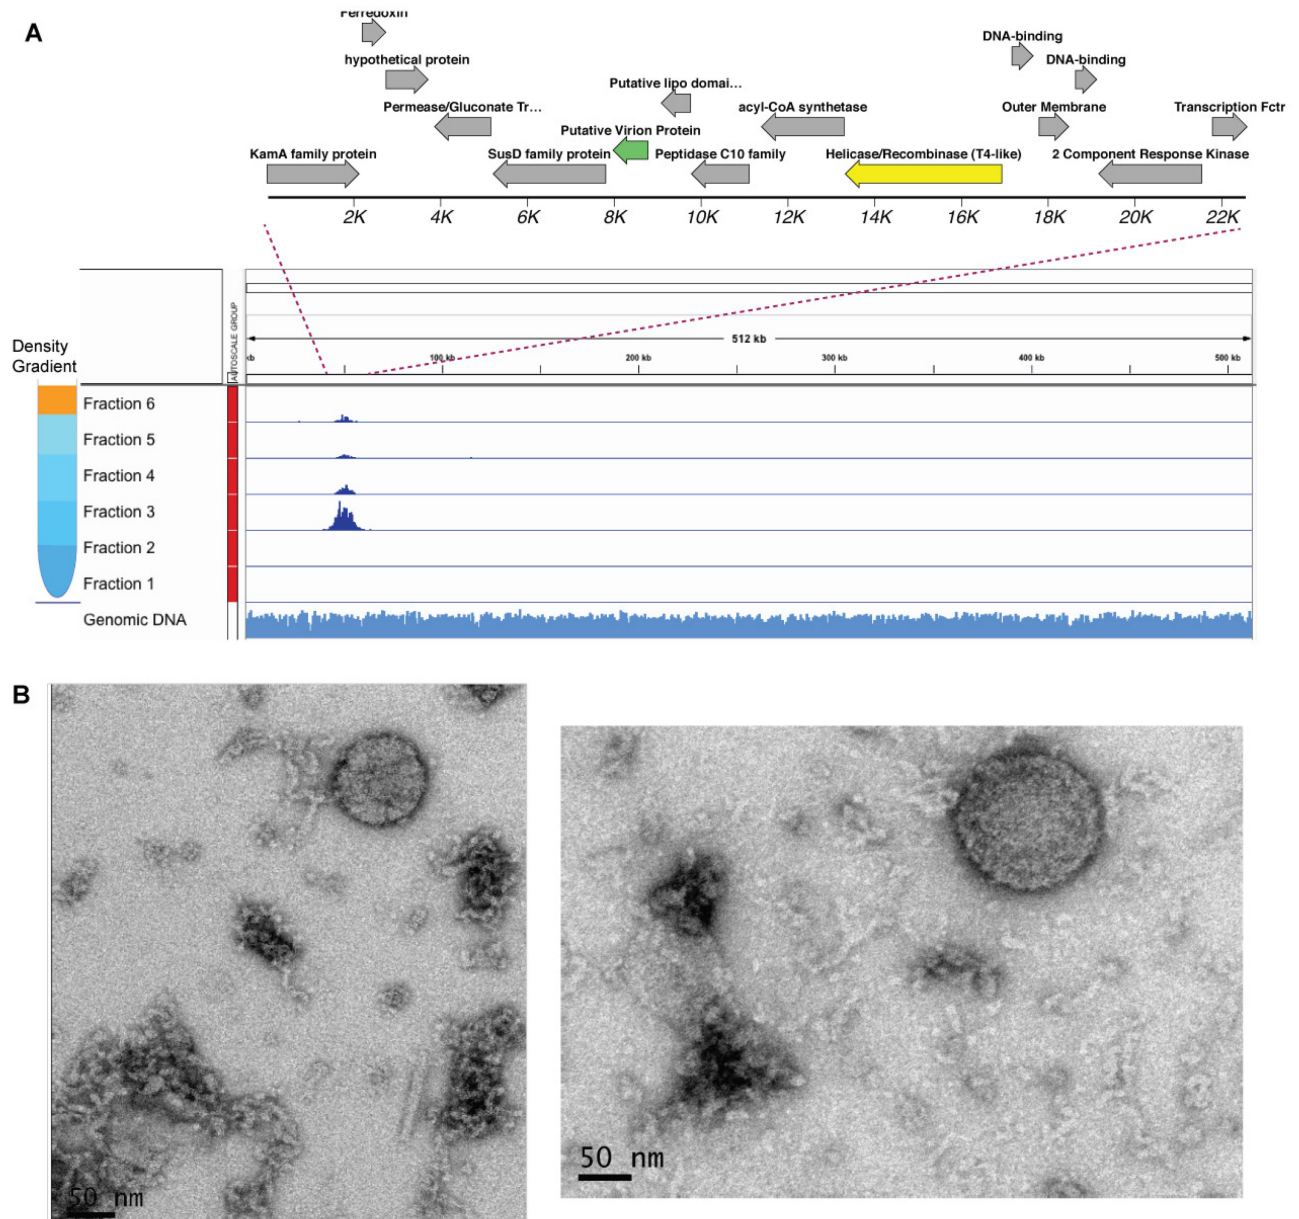 A
Ferredoxin
hypothetical protein
Permease/Gluconate Tr…
KamA family protein
SusD family protein
Putative Virion Protein
Putative lipo domai…
Peptidase C10 family
acyl-CoA synthetase
Helicase/Recombinase (T4-like)
DNA-binding
DNA-binding
Outer Membrane
2 Component Response Kinase
Transcription Fctr
2K 4K 6K 8K 10K 12K 14K 16K 18K 20K 22K
AUTOSCALE GROUP
512 kb
kb 100 kb 200 kb 300 kb 400 kb 500 kb
Density
Gradient
Fraction 6
Fraction 5
Fraction 4
Fraction 3
Fraction 2
Fraction 1
Genomic DNA
B
50 nm
50 nm